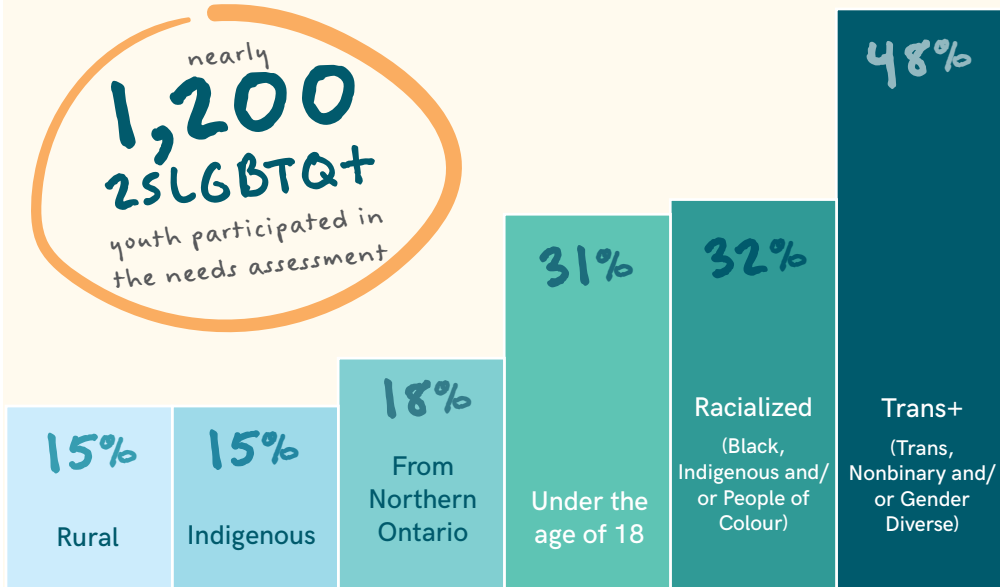 nearly
1,200
2SLGBTQ+
youth participated in
the needs assessment
15%
Rural
15%
Indigenous
18%
From
Northern
Ontario
31%
Under the
age of 18
32%
Racialized
(Black,
Indigenous and/
or People of
Colour)
48%
Trans+
(Trans,
Nonbinary and/
or Gender
Diverse)